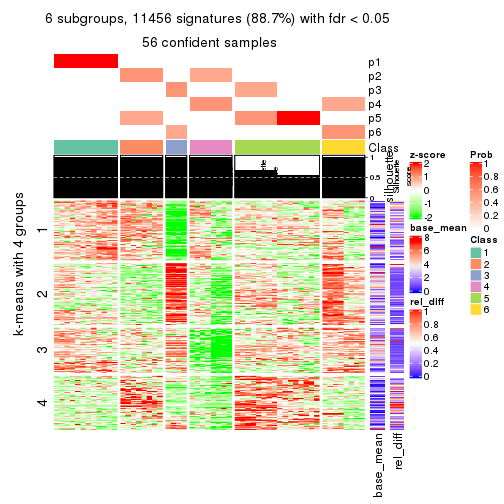 6 subgroups, 11456 signatures (88.7%) with fdr < 0.05
56 confident samples
p1
p2
p3
p4
p5
p6
Class
silhouette
1
0.5
0
Silhouette
score
k-means with 4 groups
1
2
3
4
base_mean
rel_diff
z-score
2
1
0
-1
-2
base_mean
8
6
4
2
0
rel_diff
1
0.8
0.6
0.4
0.2
0
Prob
1
0.8
0.6
0.4
0.2
0
Class
1
2
3
4
5
6